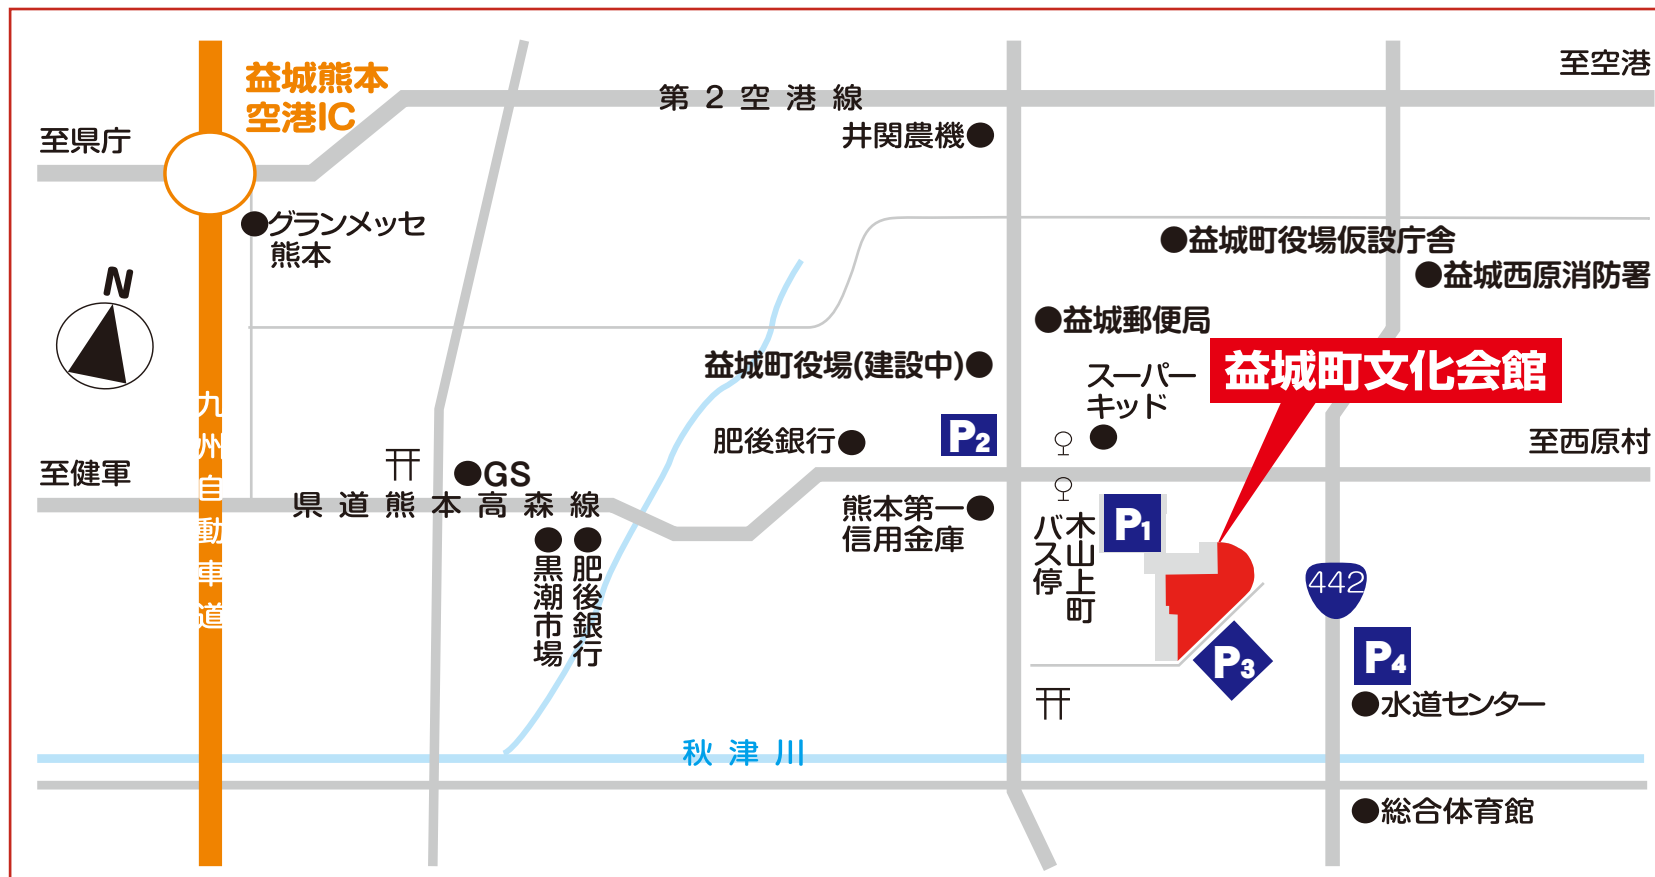 益城熊本
空港IC
至空港
第2空港線
至県庁
井関農機
グランメッセ
熊本
益城町役場仮設庁舎
益城西原消防署
N
益城郵便局
益城町役場(建設中)
スーパー
キッド
益城町文化会館
九州自動車道
肥後銀行
P2
至西原村
至健軍
GS
県道熊本高森線
熊本第一
信用金庫
木山上町
バス停
P1
肥後銀行
黒潮市場
442
P3
P4
水道センター
秋津川
総合体育館